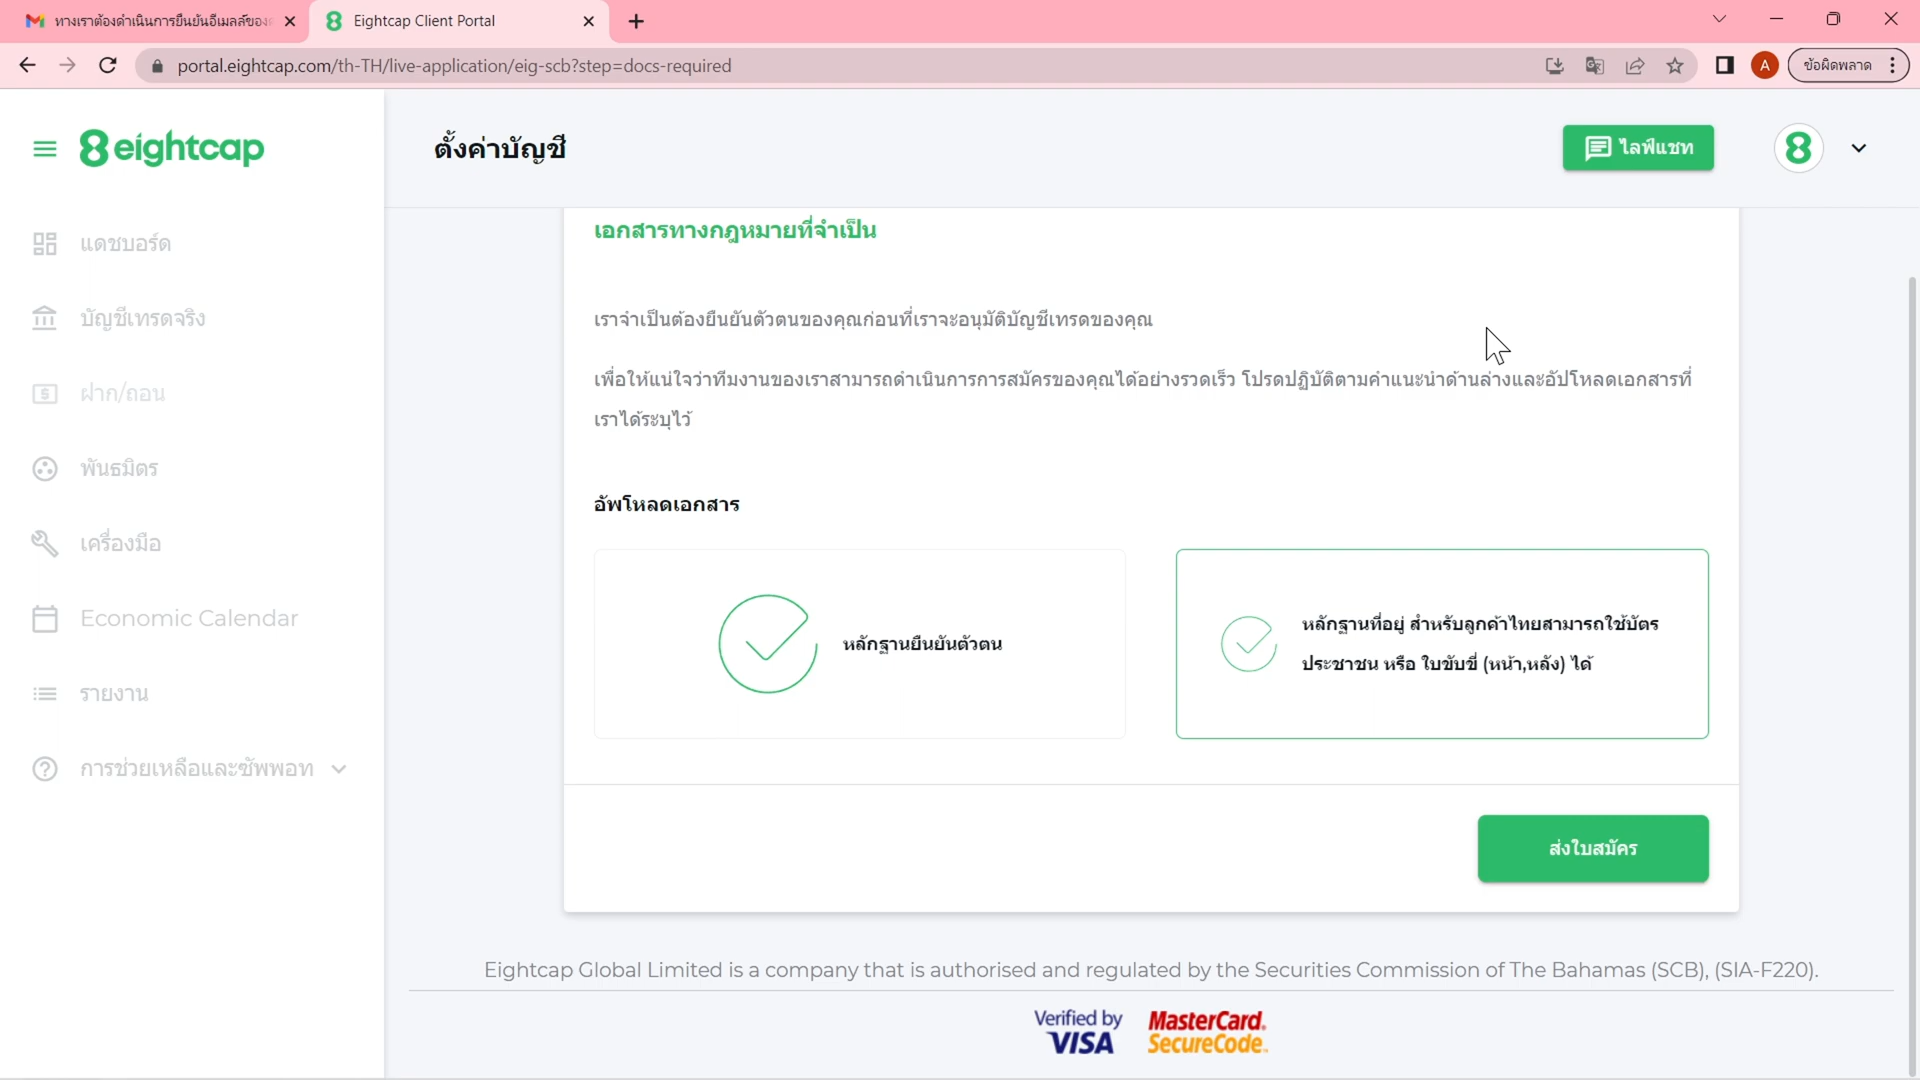 ทางเราต้องดำเนินการยืนยันอีเมลล์ของ
Eightcap Client Portal
portal.eightcap.com/th-TH/live-application/eig-scb?step=docs-required
A
ข้อผิดพลาด
8 eightcap
ตั้งค่าบัญชี
ไลฟ์แชท
8
แดชบอร์ด
บัญชีเทรดจริง
ฝาก/ถอน
พันธมิตร
เครื่องมือ
Economic Calendar
รายงาน
การช่วยเหลือและซัพพอท
เอกสารทางกฎหมายที่จำเป็น
เราจำเป็นต้องยืนยันตัวตนของคุณก่อนที่เราจะอนุมัติบัญชีเทรดของคุณ
เพื่อให้แน่ใจว่าทีมงานของเราสามารถดำเนินการการสมัครของคุณได้อย่างรวดเร็ว โปรดปฏิบัติตามคำแนะนำด้านล่างและอัปโหลดเอกสารที่
เราได้ระบุไว้
อัพโหลดเอกสาร
หลักฐานยืนยันตัวตน
หลักฐานที่อยู่ สำหรับลูกค้าไทยสามารถใช้บัตร
ประชาชน หรือ ใบขับขี่ (หน้า,หลัง) ได้
ส่งใบสมัคร
Eightcap Global Limited is a company that is authorised and regulated by the Securities Commission of The Bahamas (SCB), (SIA-F220).
Verified by
VISA
MasterCard.
SecureCode.